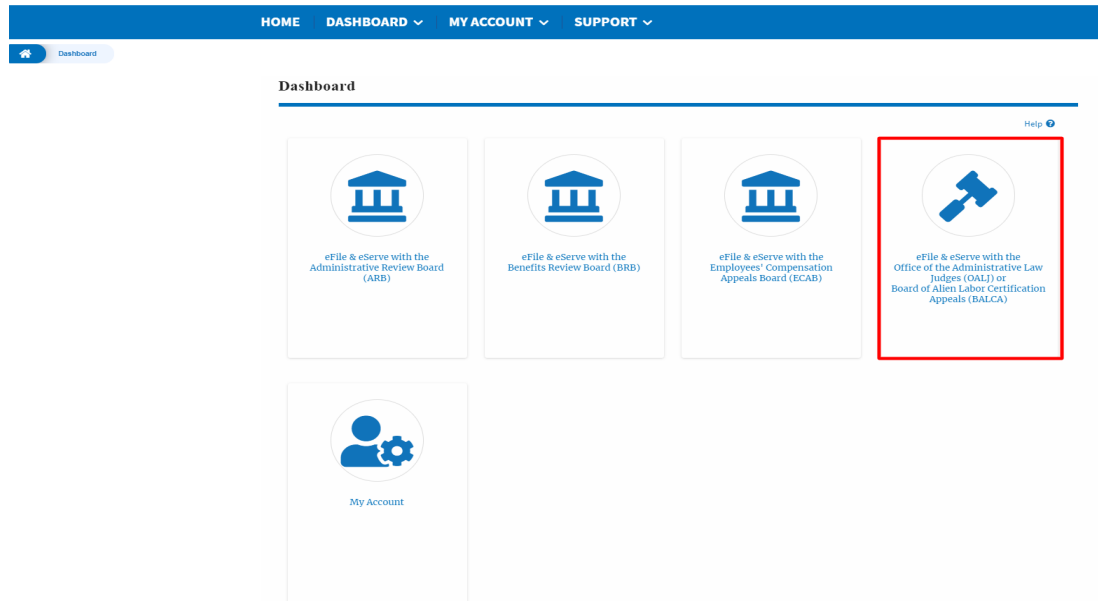 HOME DASHBOARD MY ACCOUNT SUPPORT
Dashboard
Dashboard
Help
eFile & eServe with the
Administrative Review Board
(ARB)
eFile & eServe with the
Benefits Review Board (BRB)
eFile & eServe with the
Employees' Compensation
Appeals Board (ECAB)
eFile & eServe with the
Office of the Administrative Law
Judges (OALJ) or
Board of Alien Labor Certification
Appeals (BALCA)
My Account